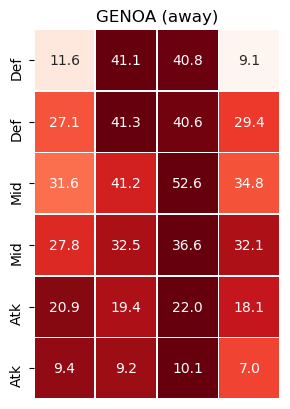 GENOA (away)
Def 11.6 41.1 40.8 9.1
Def 27.1 41.3 40.6 29.4
Mid 31.6 41.2 52.6 34.8
Mid 27.8 32.5 36.6 32.1
Atk 20.9 19.4 22.0 18.1
Atk 9.4 9.2 10.1 7.0